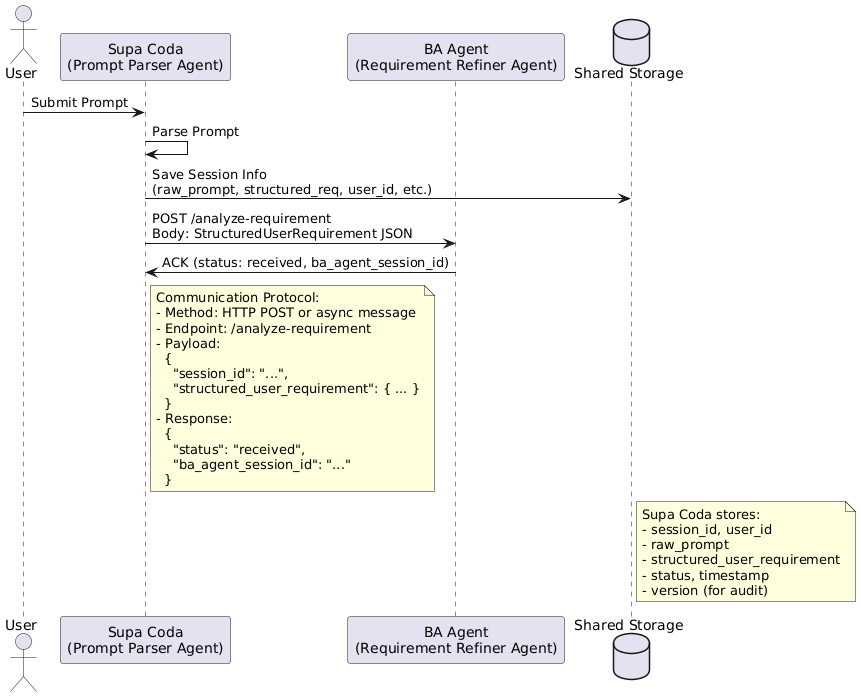 User
Supa Coda
(Prompt Parser Agent)
BA Agent
(Requirement Refiner Agent)
Shared Storage
Submit Prompt
Parse Prompt
Save Session Info
(raw_prompt, structured_req, user_id, etc.)
POST /analyze-requirement
Body: StructuredUserRequirement JSON
ACK (status: received, ba_agent_session_id)
Communication Protocol:
- Method: HTTP POST or async message
- Endpoint: /analyze-requirement
- Payload:
{
"session_id": "...",
"structured_user_requirement": { ... }
}
- Response:
{
"status": "received",
"ba_agent_session_id": "..."
}
Supa Coda stores:
- session_id, user_id
- raw_prompt
- structured_user_requirement
- status, timestamp
- version (for audit)
User
Supa Coda
(Prompt Parser Agent)
BA Agent
(Requirement Refiner Agent)
Shared Storage